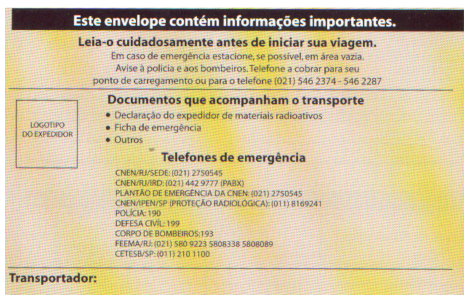 Este envelope contém informações importantes.
Leia-o cuidadosamente antes de iniciar sua viagem.
Em caso de emergência estacione, se possível, em área vazia.
Avise à policia e aos bombeiros. Telefone a cobrar para seu
ponto de carregamento ou para o telefone (021) 546 2374 - 546 2287
LOGOTIPO
DO EXPEDIDOR
Documentos que acompanham o transporte
• Declaração do expedidor de materiais radioativos
• Ficha de emergência
• Outros
Telefones de emergência
CNEN/RJ/SEDE: (021) 2750545
CNEN/RJ/IRD: (021) 442 9777 (PABX)
PLANTÃO DE EMERGÊNCIA DA CNEN: (021) 2750545
CNEN/IPEN/SP (PROTEÇÃO RADIOLÓGICA): (011) 8169241
POLÍCIA: 190
DEFESA CIVÍL: 199
CORPO DE BOMBEIROS:193
FEEMA/RJ: (021) 580 9223 5808338 5808089
CETESB/SP: (011) 210 1100
Transportador: